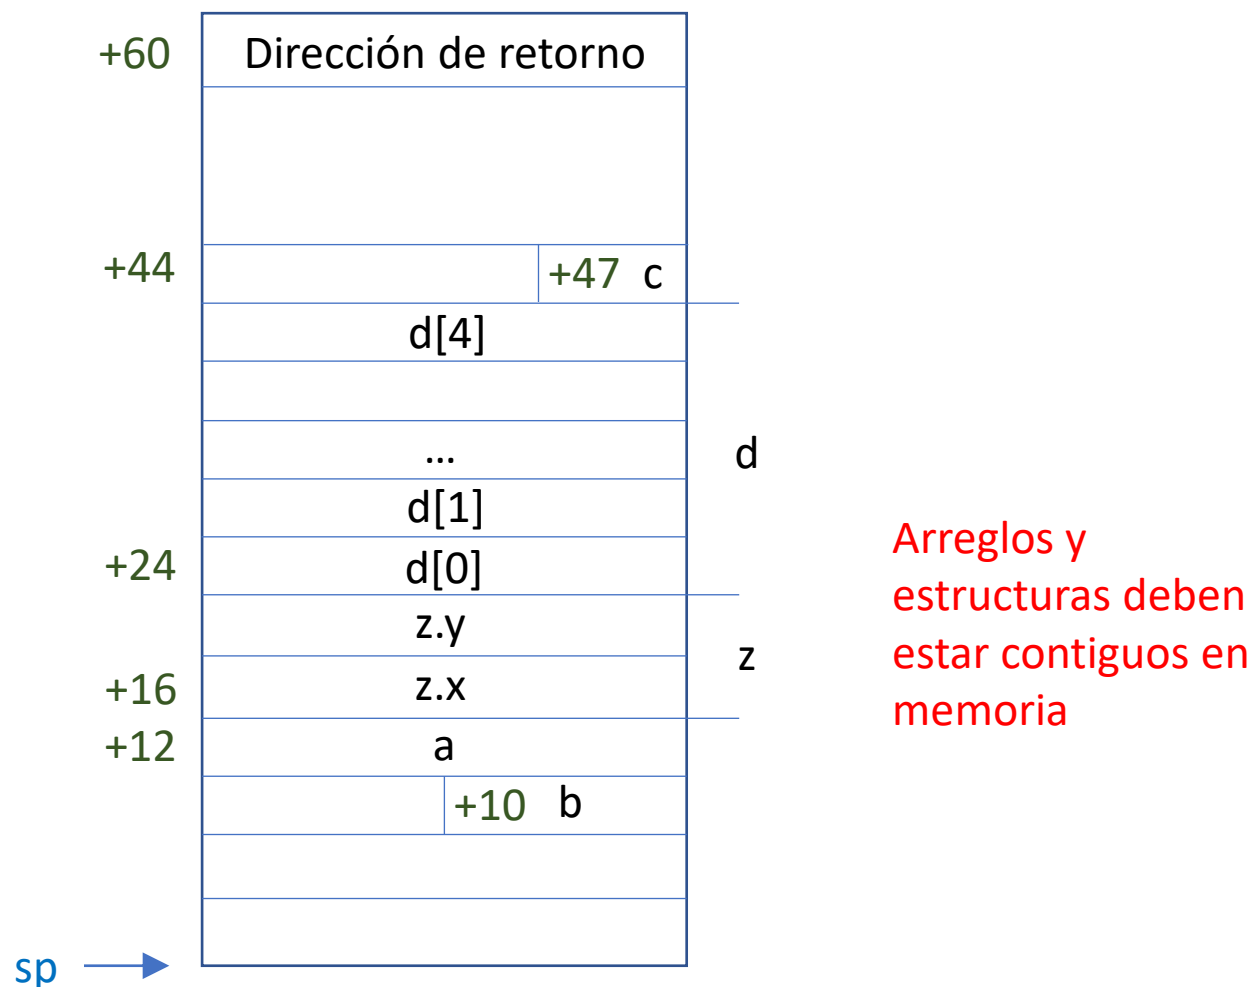 +60 Dirección de retorno
+44 +47 c
d[4]
...
d
d[1]
+24 d[0]
z.y
z
+16 z.x
+12 a
+10 b
sp
Arreglos y
estructuras deben
estar contiguos en
memoria